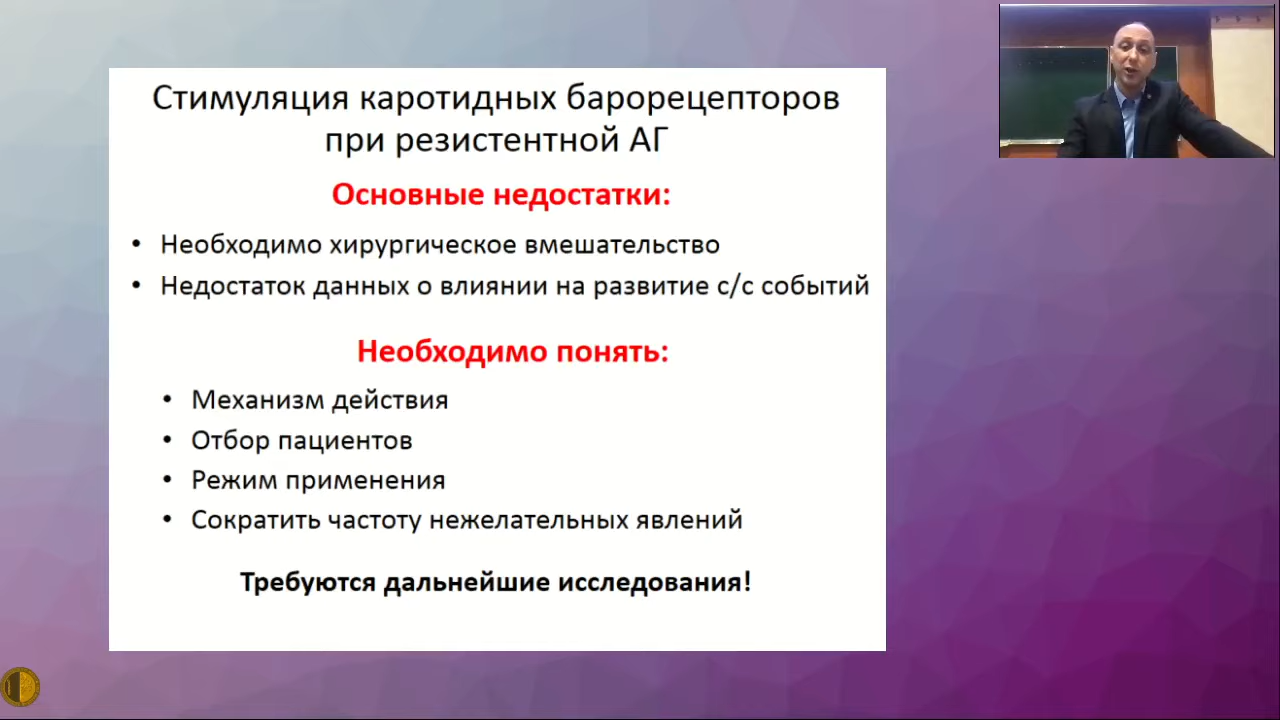 Стимуляция каротидных барорецепторов
при резистентной АГ
Основные недостатки:
• Необходимо хирургическое вмешательство
• Недостаток данных о влиянии на развитие с/с событий
Необходимо понять:
• Механизм действия
• Отбор пациентов
• Режим применения
• Сократить частоту нежелательных явлений
Требуются дальнейшие исследования!